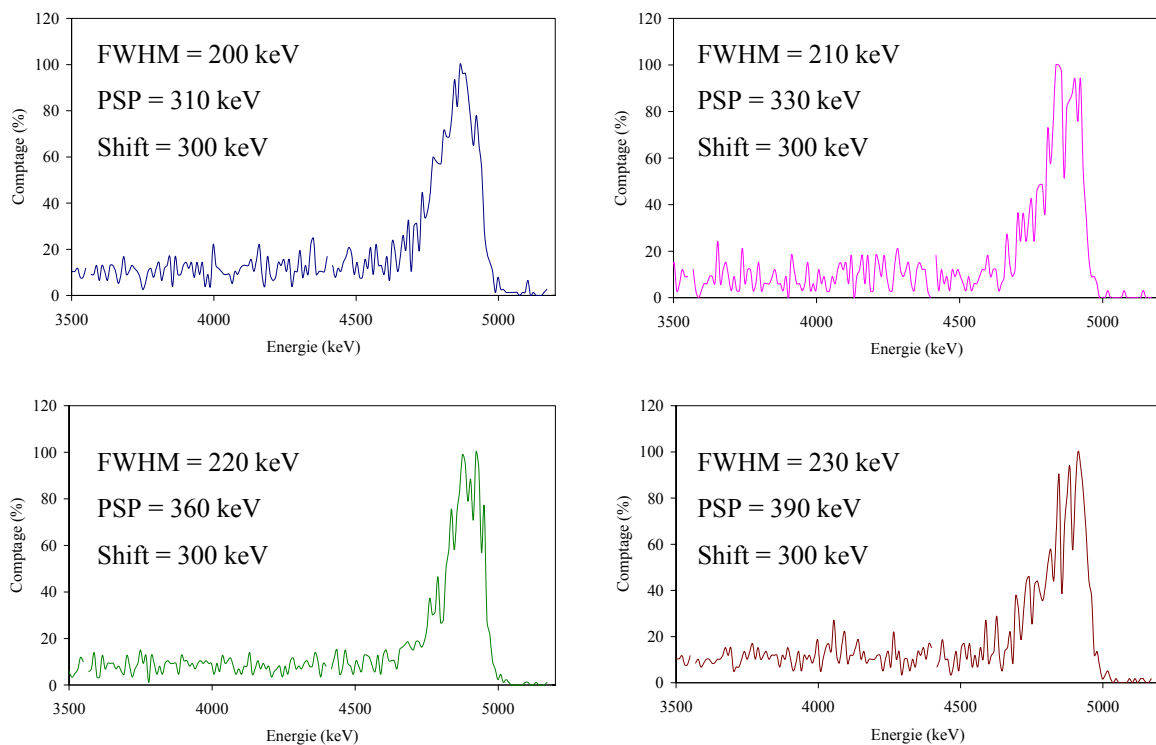 120
100
80
60
40
20
0
Comptage (%)
FWHM = 200 keV
PSP = 310 keV
Shift = 300 keV
3500 4000 4500 5000
Energie (keV)
120
100
80
60
40
20
0
Comptage (%)
FWHM = 210 keV
PSP = 330 keV
Shift = 300 keV
3500 4000 4500 5000
Energie (keV)
120
100
80
60
40
20
0
Comptage (%)
FWHM = 220 keV
PSP = 360 keV
Shift = 300 keV
3500 4000 4500 5000
Energie (keV)
120
100
80
60
40
20
0
Comptage (%)
FWHM = 230 keV
PSP = 390 keV
Shift = 300 keV
3500 4000 4500 5000
Energie (keV)